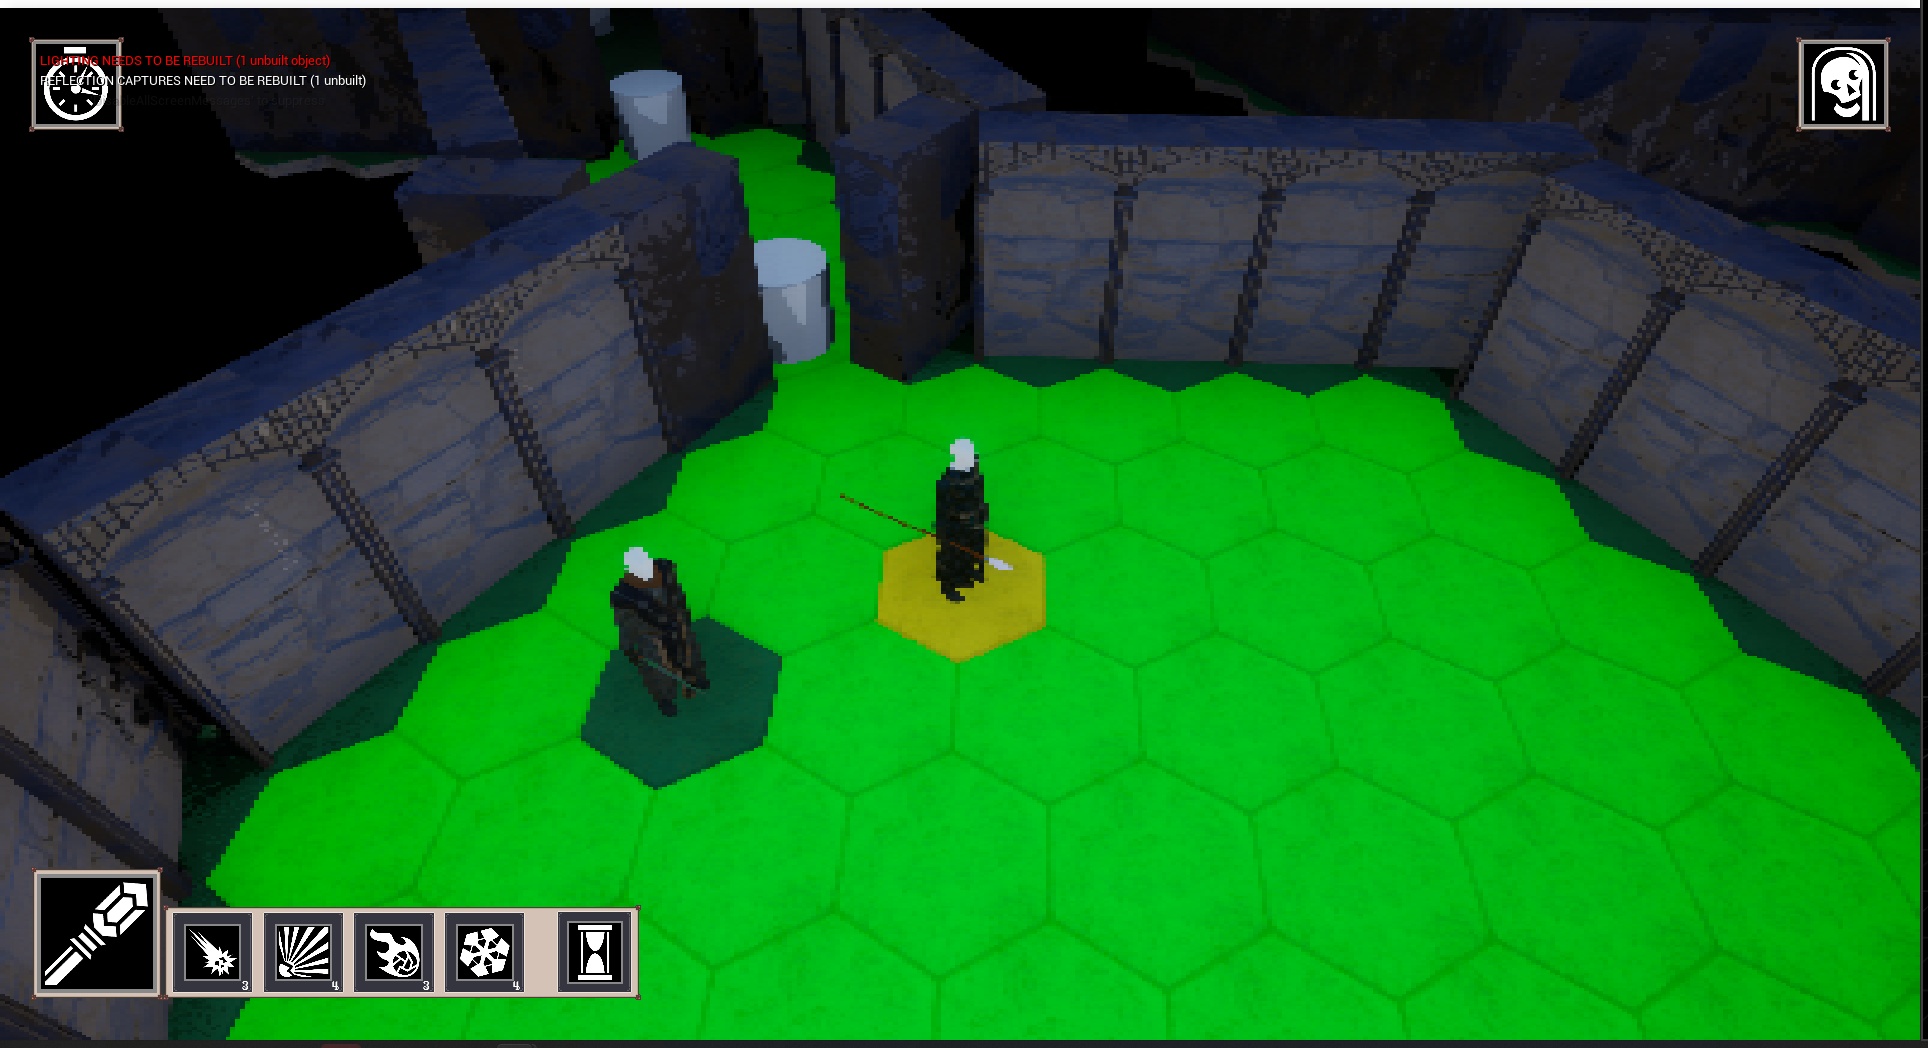 LIGHTING NEEDS TO BE REBUILT (1 unbuilt object)
REFLECTION CAPTURES NEED TO BE REBUILT (1 unbuilt)
3
4
3
4